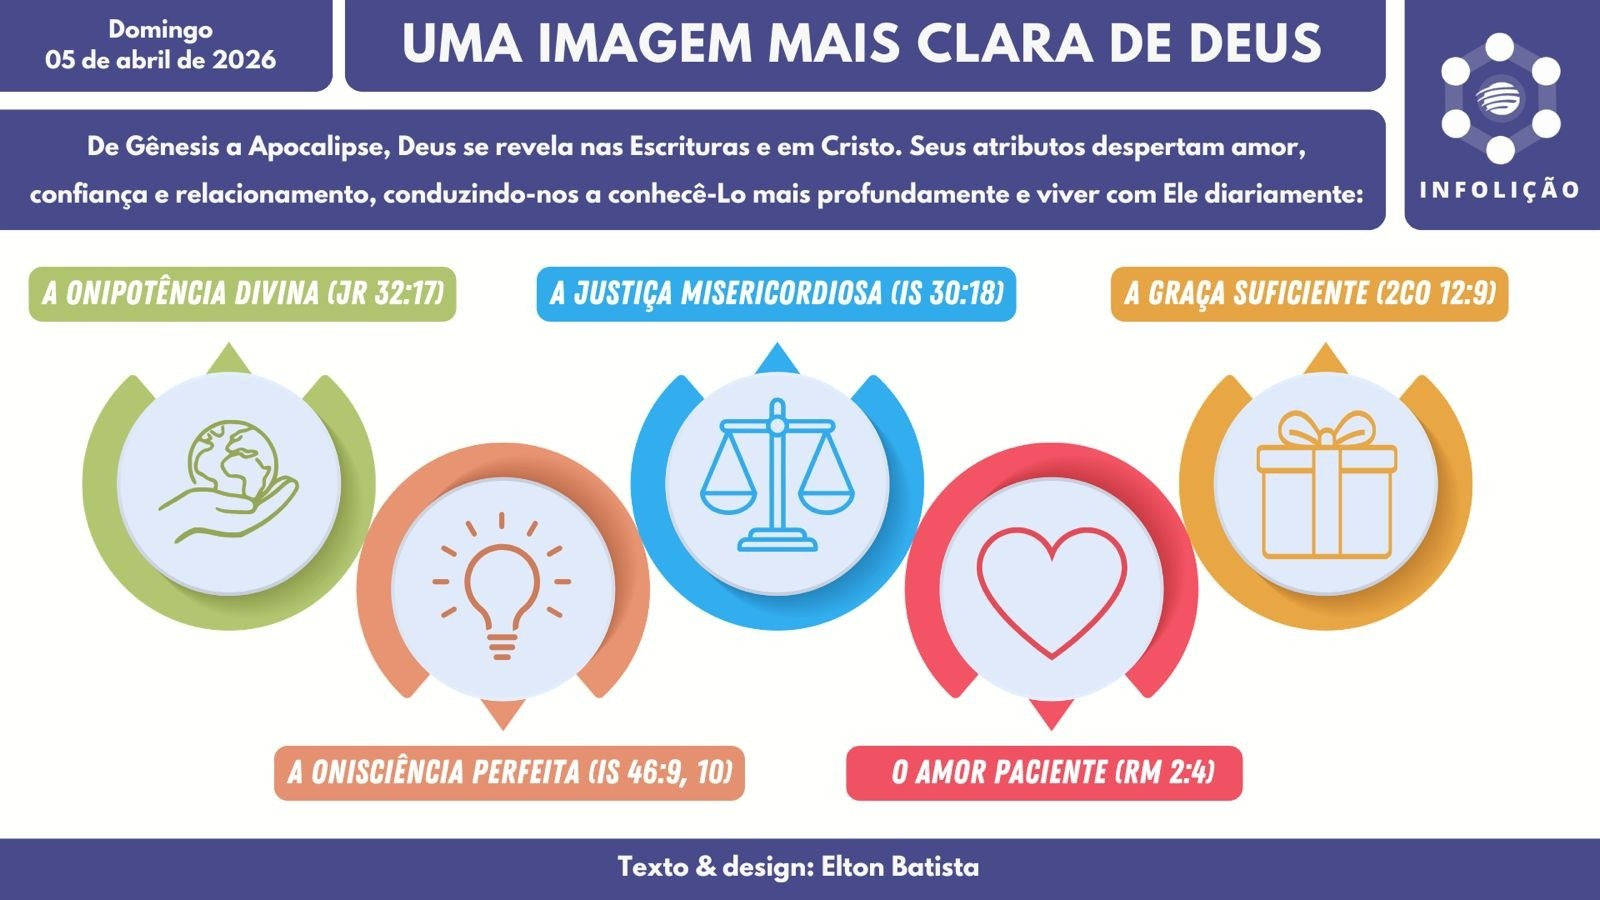 Domingo
05 de abril de 2026
UMA IMAGEM MAIS CLARA DE DEUS
De Gênesis a Apocalipse, Deus se revela nas Escrituras e em Cristo. Seus atributos despertam amor,
confiança e relacionamento, conduzindo-nos a conhecê-Lo mais profundamente e viver com Ele diariamente:
INFOLIÇÃO
A ONIPOTÊNCIA DIVINA (JR 32:17)
A JUSTIÇA MISERICORDIOSA (IS 30:18)
A GRAÇA SUFICIENTE (2CO 12:9)
A ONISCIÊNCIA PERFEITA (IS 46:9, 10)
O AMOR PACIENTE (RM 2:4)
Texto & design: Elton Batista